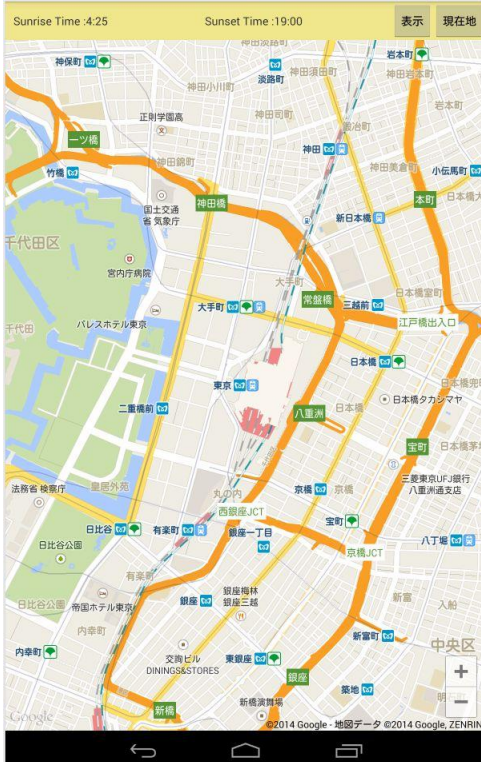 Sunrise Time :4:25
Sunset Time :19:00
表示
現在地
神田淡路町
神保町
淡路町
神田須田町
岩本町
神田岩本町
神田小川町
正則学園高
神田司町
鍛冶町
岩本町
一ツ橋
神田錦町
神田
神田美倉町
小伝馬町
竹橋
国土交通
省 気象庁
神田橋
新日本橋
本町
千代田区
宮内庁病院
大手町
日本橋室町
常盤橋
三越前
大手町
江戸橋出入口
千代田
パレスホテル東京
日本橋
東京
二重橋前
八重洲
日本橋
日本橋タカシマヤ
宝町
三菱東京UFJ銀行
八重洲通支店
法務省 検察庁
皇居外苑
丸の内
京橋
京橋
西銀座JCT
宝町
日比谷
有楽町
銀座一丁目
京橋JCT
八丁堀
日比谷公園
有楽町
日比谷公園
帝国ホテル東京
銀座
銀座梅林
銀座三越
新富
入船
内幸町
新富町
中央区
内幸町
交詢ビル
DININGS&STORES
東銀座
銀座
築地
新橋
新橋演舞場
+
−
Google
©2014 Google - 地図データ ©2014 Google, ZENRIN